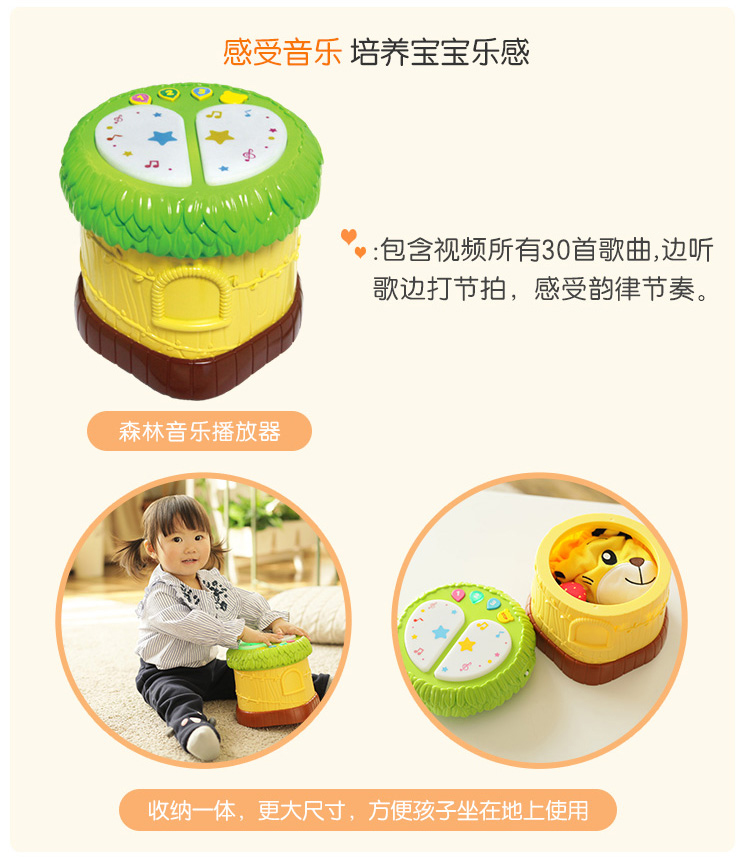 感受音乐 培养宝宝乐感
1 2 3
:包含视频所有30首歌曲,边听
歌边打节拍，感受韵律节奏。
森林音乐播放器
收纳一体，更大尺寸，方便孩子坐在地上使用